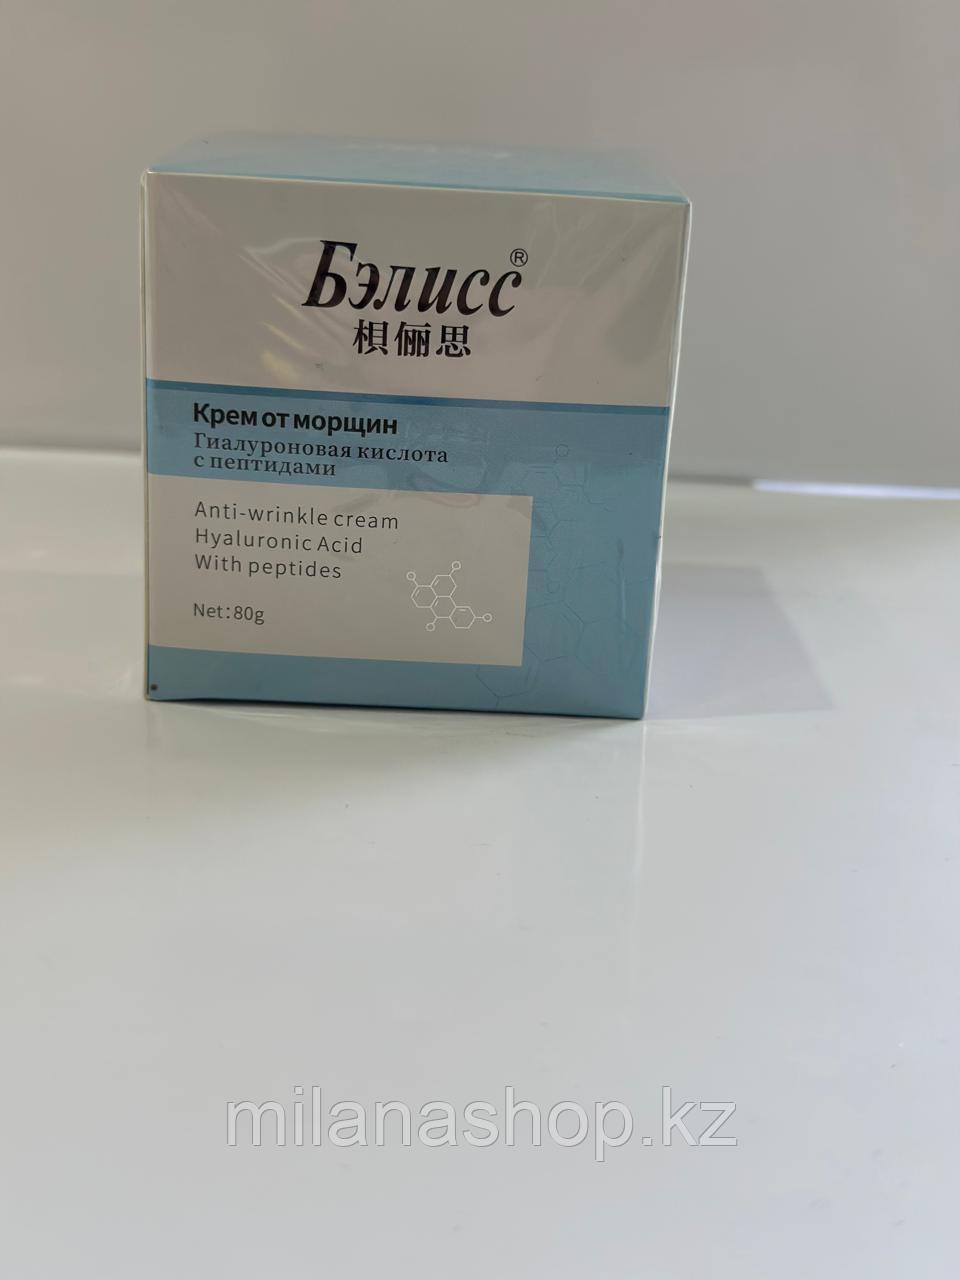 Бэлисс®
梖俪思
Крем от морщин
Гиалуроновая кислота
с пептидами
Anti-wrinkle cream
Hyaluronic Acid
With peptides
Net:80g
milanashop.kz